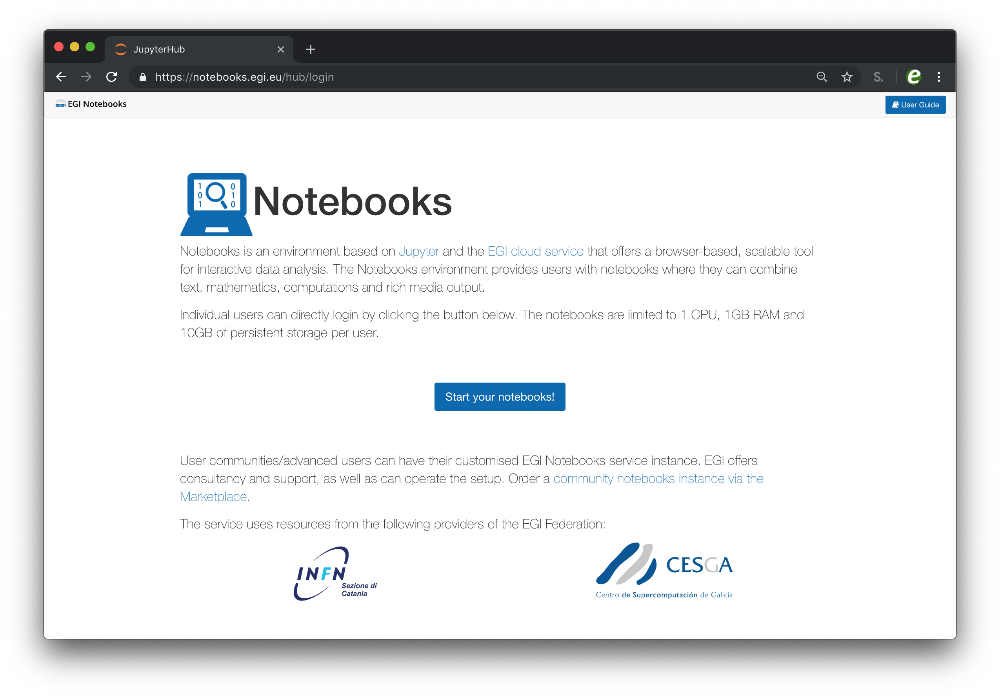 JupyterHub
https://notebooks.egi.eu/hub/login
S.
e
egi EGI Notebooks
User Guide
1 0
0 1
1 0
Notebooks
Notebooks is an environment based on Jupyter and the EGI cloud service that offers a browser-based, scalable tool
for interactive data analysis. The Notebooks environment provides users with notebooks where they can combine
text, mathematics, computations and rich media output.
Individual users can directly login by clicking the button below. The notebooks are limited to 1 CPU, 1GB RAM and
10GB of persistent storage per user.
Start your notebooks!
User communities/advanced users can have their customised EGI Notebooks service instance. EGI offers
consultancy and support, as well as can operate the setup. Order a community notebooks instance via the
Marketplace.
The service uses resources from the following providers of the EGI Federation:
INFN
Sezione di
Catania
CESGA
Centro de Supercomputación de Galicia